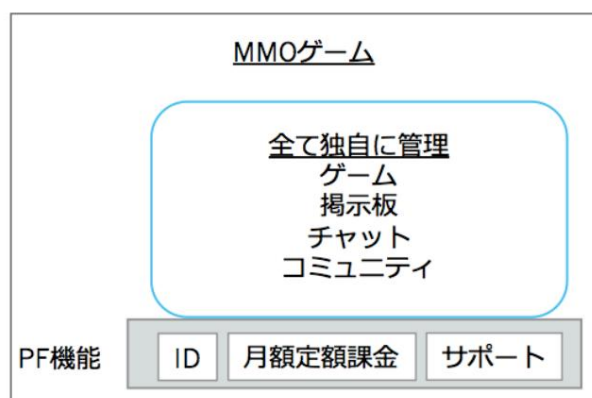 MMOゲーム
全て独自に管理
ゲーム
掲示板
チャット
コミュニティ
PF機能 ID 月額定額課金 サポート